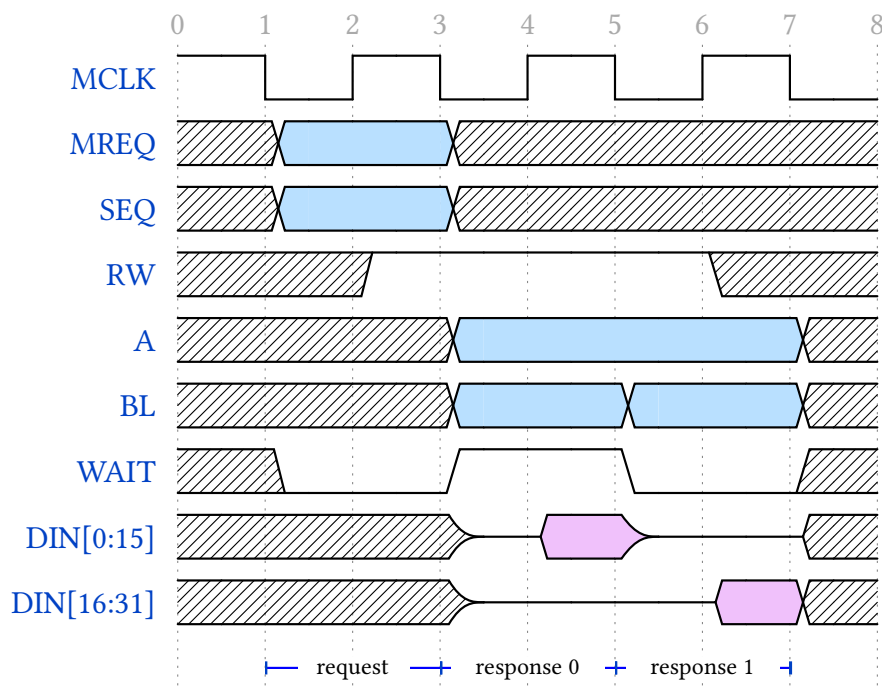 0 1 2 3 4 5 6 7 8
MCLK
MREQ
SEQ
RW
A
BL
WAIT
DIN[0:15]
DIN[16:31]
request response 0 response 1